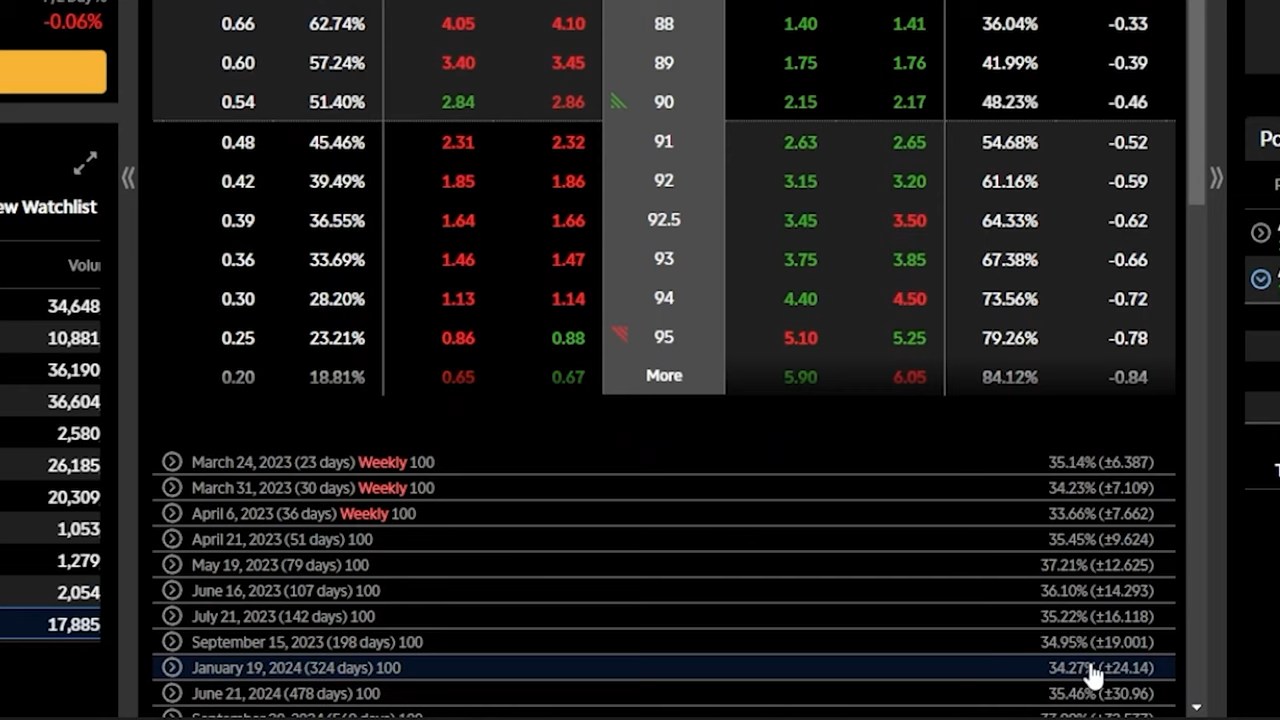 -0.06%
0.66 62.74% 4.05 4.10 88 1.40 1.41 36.04% -0.33
0.60 57.24% 3.40 3.45 89 1.75 1.76 41.99% -0.39
0.54 51.40% 2.84 2.86 90 2.15 2.17 48.23% -0.46
0.48 45.46% 2.31 2.32 91 2.63 2.65 54.68% -0.52
0.42 39.49% 1.85 1.86 92 3.15 3.20 61.16% -0.59
0.39 36.55% 1.64 1.66 92.5 3.45 3.50 64.33% -0.62
0.36 33.69% 1.46 1.47 93 3.75 3.85 67.38% -0.66
0.30 28.20% 1.13 1.14 94 4.40 4.50 73.56% -0.72
0.25 23.21% 0.86 0.88 95 5.10 5.25 79.26% -0.78
0.20 18.81% 0.65 0.67 More 5.90 6.05 84.12% -0.84
ew Watchlist
Volu
34,648
10,881
36,190
36,604
2,580
26,185
20,309
1,053
1,279
2,054
17,885
March 24, 2023 (23 days) Weekly 100 35.14% (±6.387)
March 31, 2023 (30 days) Weekly 100 34.23% (±7.109)
April 6, 2023 (36 days) Weekly 100 33.66% (±7.662)
April 21, 2023 (51 days) 100 35.45% (±9.624)
May 19, 2023 (79 days) 100 37.21% (±12.625)
June 16, 2023 (107 days) 100 36.10% (±14.293)
July 21, 2023 (142 days) 100 35.22% (±16.118)
September 15, 2023 (198 days) 100 34.95% (±19.001)
January 19, 2024 (324 days) 100 34.27% (±24.14)
June 21, 2024 (478 days) 100 35.46% (±30.96)
Po